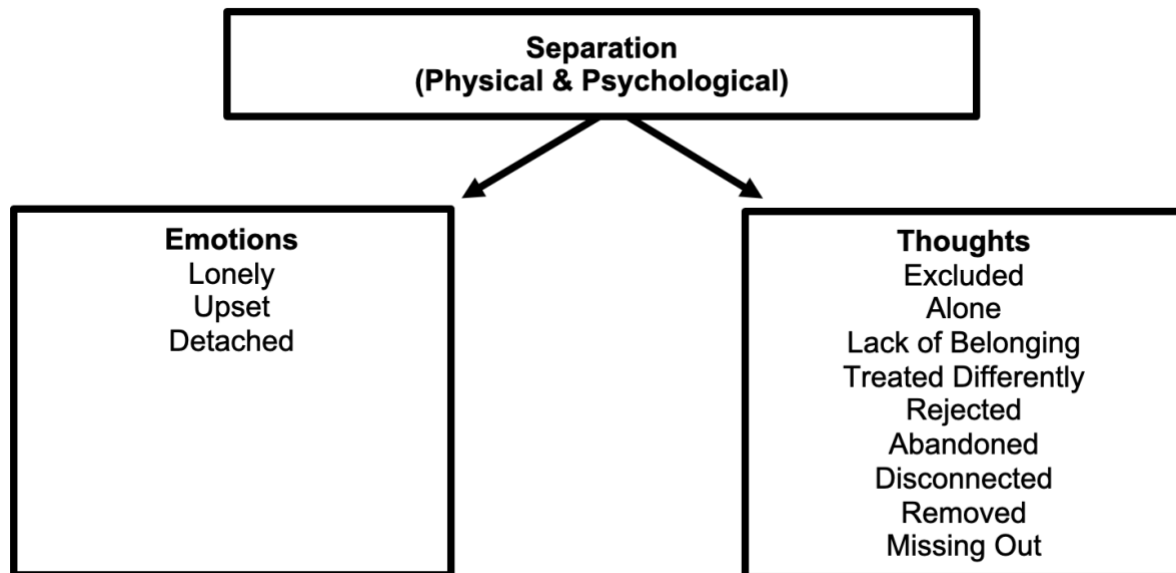 Separation
(Physical & Psychological)
Emotions
Lonely
Upset
Detached
Thoughts
Excluded
Alone
Lack of Belonging
Treated Differently
Rejected
Abandoned
Disconnected
Removed
Missing Out